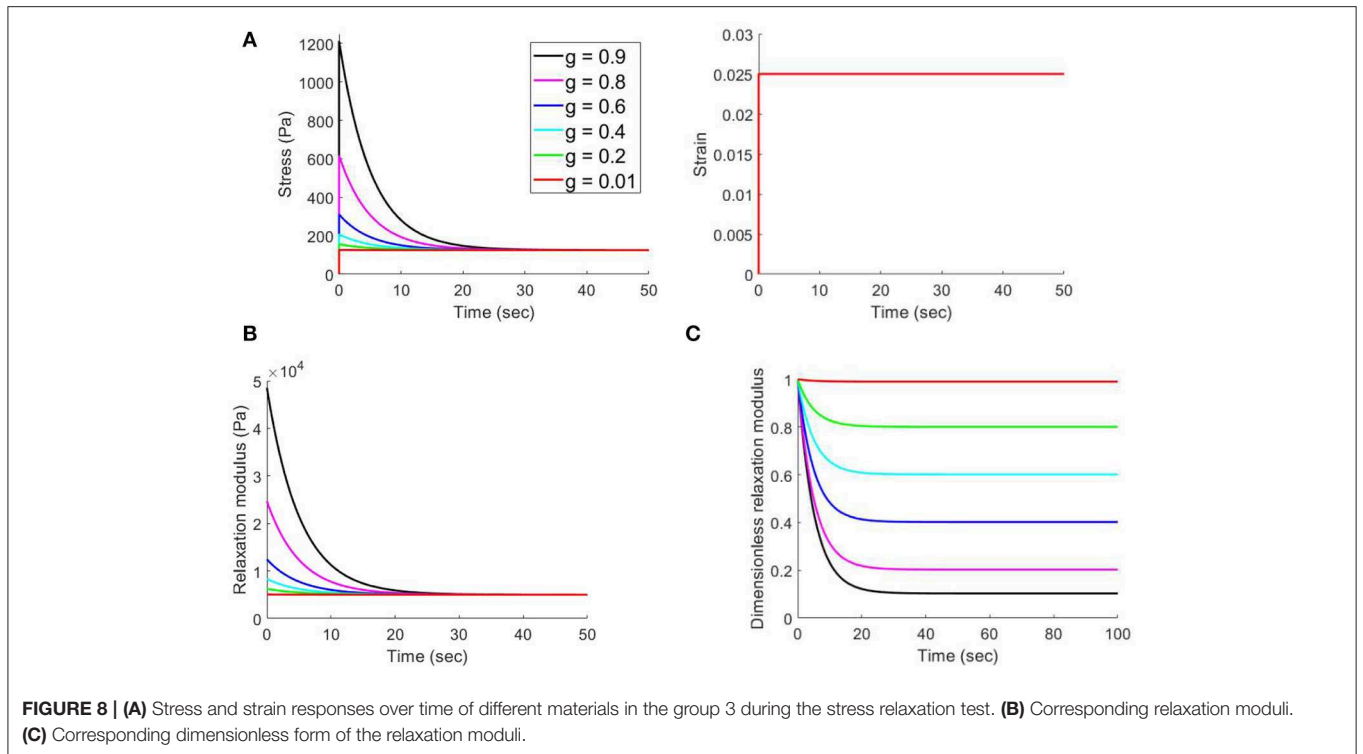 A
1200
1000
800
600
400
200
0
Stress (Pa)
0 10 20 30 40 50
Time (sec)
g = 0.9
g = 0.8
g = 0.6
g = 0.4
g = 0.2
g = 0.01
0.03
0.025
0.02
0.015
0.01
0.005
0
Strain
0 10 20 30 40 50
Time (sec)
B
×10⁴
5
4
3
2
1
0
Relaxation modulus (Pa)
0 10 20 30 40 50
Time (sec)
C
1
0.8
0.6
0.4
0.2
0
Dimensionless relaxation modulus
0 20 40 60 80 100
Time (sec)
FIGURE 8 | (A) Stress and strain responses over time of different materials in the group 3 during the stress relaxation test. (B) Corresponding relaxation moduli.
(C) Corresponding dimensionless form of the relaxation moduli.